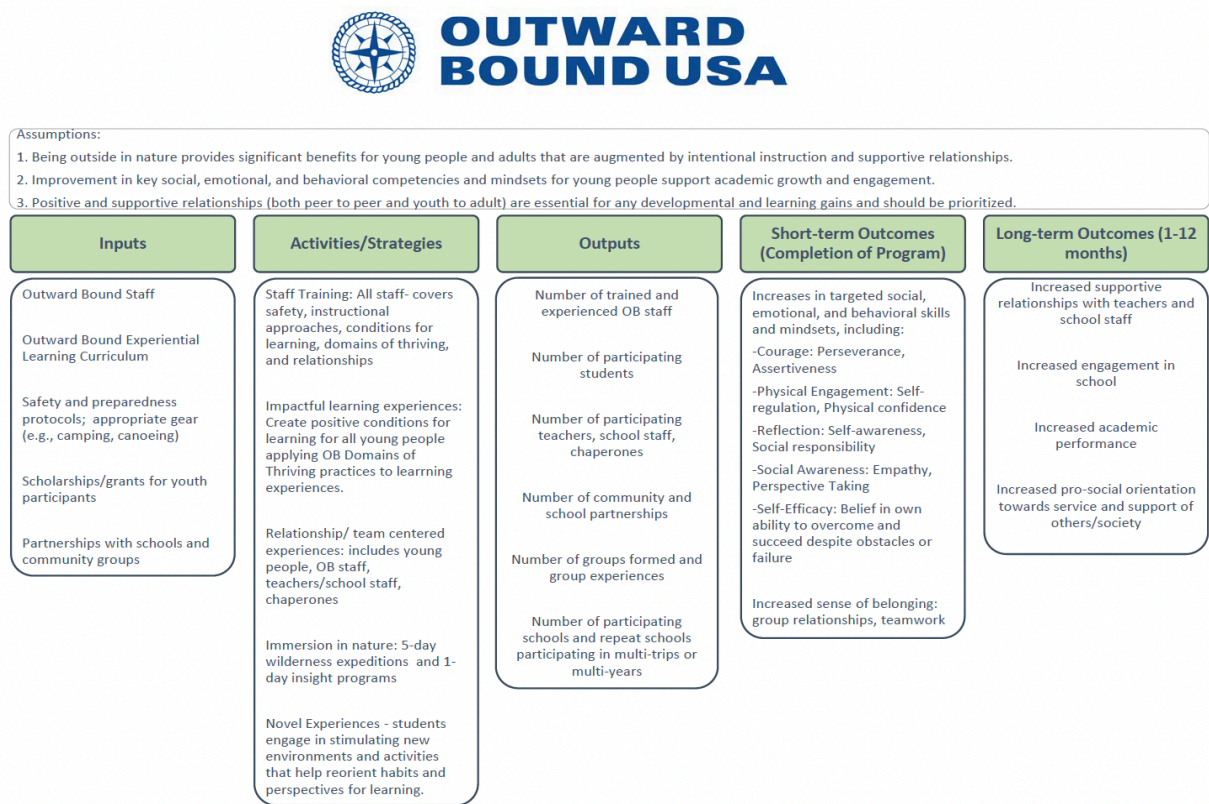 OUTWARD
BOUND USA
Assumptions:
1. Being outside in nature provides significant benefits for young people and adults that are augmented by intentional instruction and supportive relationships.
2. Improvement in key social, emotional, and behavioral competencies and mindsets for young people support academic growth and engagement.
3. Positive and supportive relationships (both peer to peer and youth to adult) are essential for any developmental and learning gains and should be prioritized.
Inputs
Outward Bound Staff
Outward Bound Experiential
Learning Curriculum
Safety and preparedness
protocols; appropriate gear
(e.g., camping, canoeing)
Scholarships/grants for youth
participants
Partnerships with schools and
community groups
Activities/Strategies
Staff Training: All staff- covers
safety, instructional
approaches, conditions for
learning, domains of thriving,
and relationships
Impactful learning experiences:
Create positive conditions for
learning for all young people
applying OB Domains of
Thriving practices to learrning
experiences.
Relationship/ team centered
experiences: includes young
people, OB staff,
teachers/school staff,
chaperones
Immersion in nature: 5-day
wilderness expeditions and 1-
day insight programs
Novel Experiences - students
engage in stimulating new
environments and activities
that help reorient habits and
perspectives for learning.
Outputs
Number of trained and
experienced OB staff
Number of participating
students
Number of participating
teachers, school staff,
chaperones
Number of community and
school partnerships
Number of groups formed and
group experiences
Number of participating
schools and repeat schools
participating in multi-trips or
multi-years
Short-term Outcomes
(Completion of Program)
Increases in targeted social,
emotional, and behavioral skills
and mindsets, including:
-Courage: Perseverance,
Assertiveness
-Physical Engagement: Self-
regulation, Physical confidence
-Reflection: Self-awareness,
Social responsibility
-Social Awareness: Empathy,
Perspective Taking
-Self-Efficacy: Belief in own
ability to overcome and
succeed despite obstacles or
failure
Increased sense of belonging:
group relationships, teamwork
Long-term Outcomes (1-12
months)
Increased supportive
relationships with teachers and
school staff
Increased engagement in
school
Increased academic
performance
Increased pro-social orientation
towards service and support of
others/society